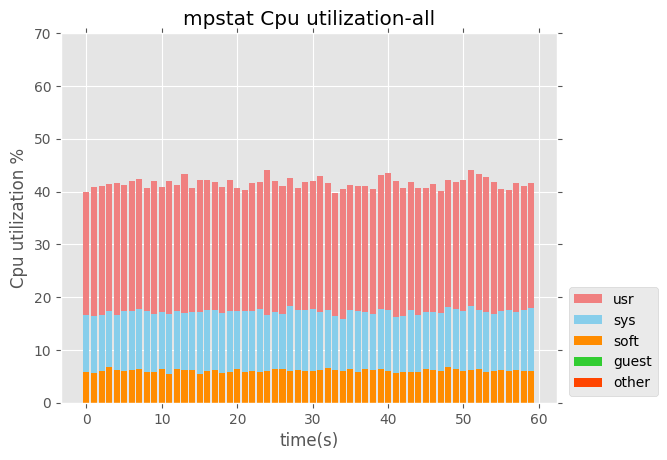 mpstat Cpu utilization-all
70
60
50
40
30
20
10
0
Cpu utilization %
0 10 20 30 40 50 60
time(s)
usr
sys
soft
guest
other